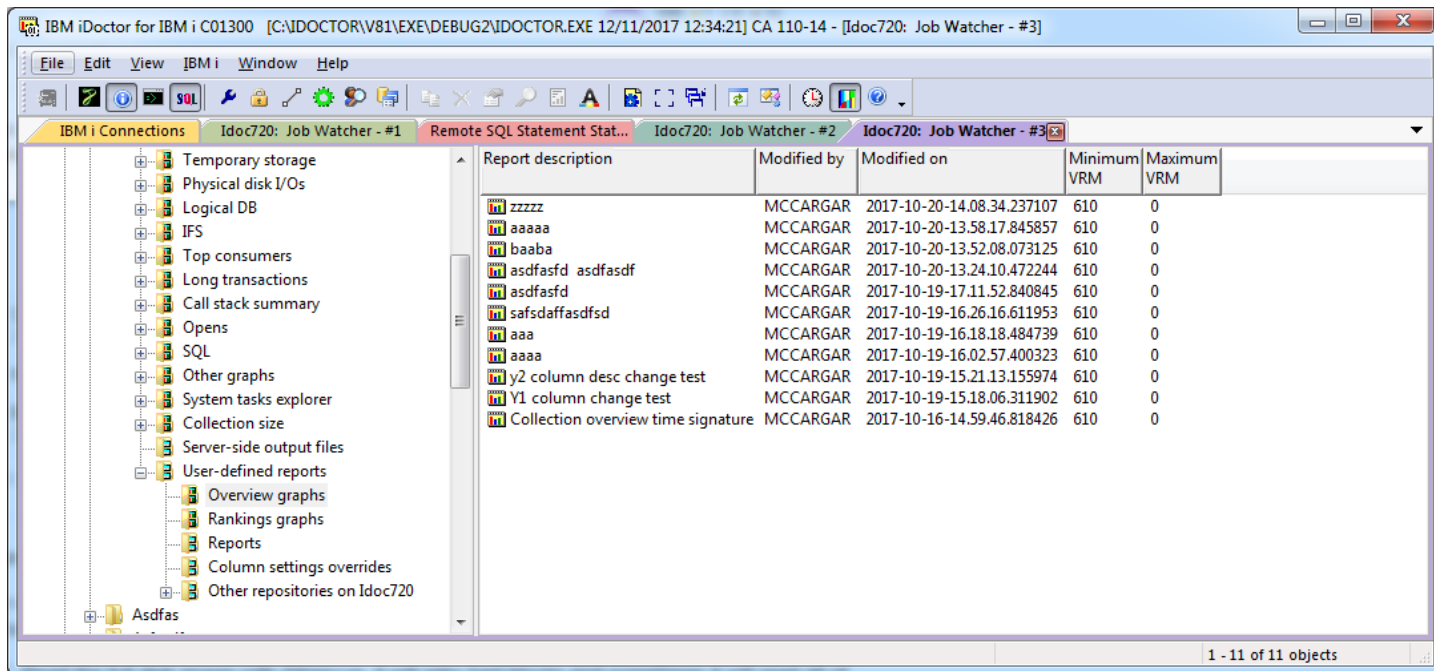 IBM iDoctor for IBM i C01300 [C:\IDOCTOR\V81\EXE\DEBUG2\IDOCTOR.EXE 12/11/2017 12:34:21] CA 110-14 - [Idoc720: Job Watcher - #3]
File Edit View IBM i Window Help
SQL
IBM i Connections Idoc720: Job Watcher - #1 Remote SQL Statement Stat... Idoc720: Job Watcher - #2 Idoc720: Job Watcher - #3
Temporary storage
Physical disk I/Os
Logical DB
IFS
Top consumers
Long transactions
Call stack summary
Opens
SQL
Other graphs
System tasks explorer
Collection size
Server-side output files
User-defined reports
Overview graphs
Rankings graphs
Reports
Column settings overrides
Other repositories on Idoc720
Asdfas
Report description Modified by Modified on Minimum VRM Maximum VRM
zzzzz MCCARGAR 2017-10-20-14.08.34.237107 610 0
aaaaa MCCARGAR 2017-10-20-13.58.17.845857 610 0
baaba MCCARGAR 2017-10-20-13.52.08.073125 610 0
asdfasfd asdfasdf MCCARGAR 2017-10-20-13.24.10.472244 610 0
asdfasfd MCCARGAR 2017-10-19-17.11.52.840845 610 0
safsdaffasdfsd MCCARGAR 2017-10-19-16.26.16.611953 610 0
aaa MCCARGAR 2017-10-19-16.18.18.484739 610 0
aaaa MCCARGAR 2017-10-19-16.02.57.400323 610 0
y2 column desc change test MCCARGAR 2017-10-19-15.21.13.155974 610 0
Y1 column change test MCCARGAR 2017-10-19-15.18.06.311902 610 0
Collection overview time signature MCCARGAR 2017-10-16-14.59.46.818426 610 0
1 - 11 of 11 objects